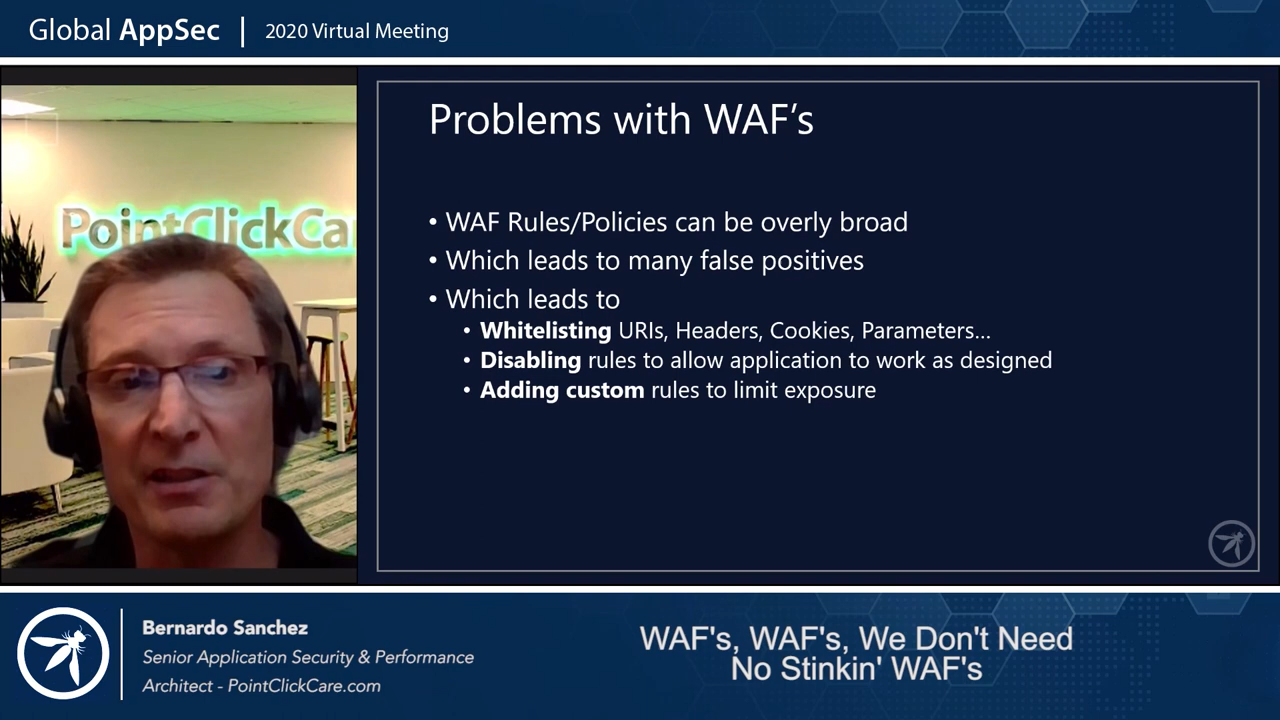 Global AppSec | 2020 Virtual Meeting
PointClickCa
Problems with WAF's
• WAF Rules/Policies can be overly broad
• Which leads to many false positives
• Which leads to
• Whitelisting URIs, Headers, Cookies, Parameters...
• Disabling rules to allow application to work as designed
• Adding custom rules to limit exposure
Bernardo Sanchez
Senior Application Security & Performance
Architect - PointClickCare.com
WAF's, WAF's, We Don't Need
No Stinkin' WAF's